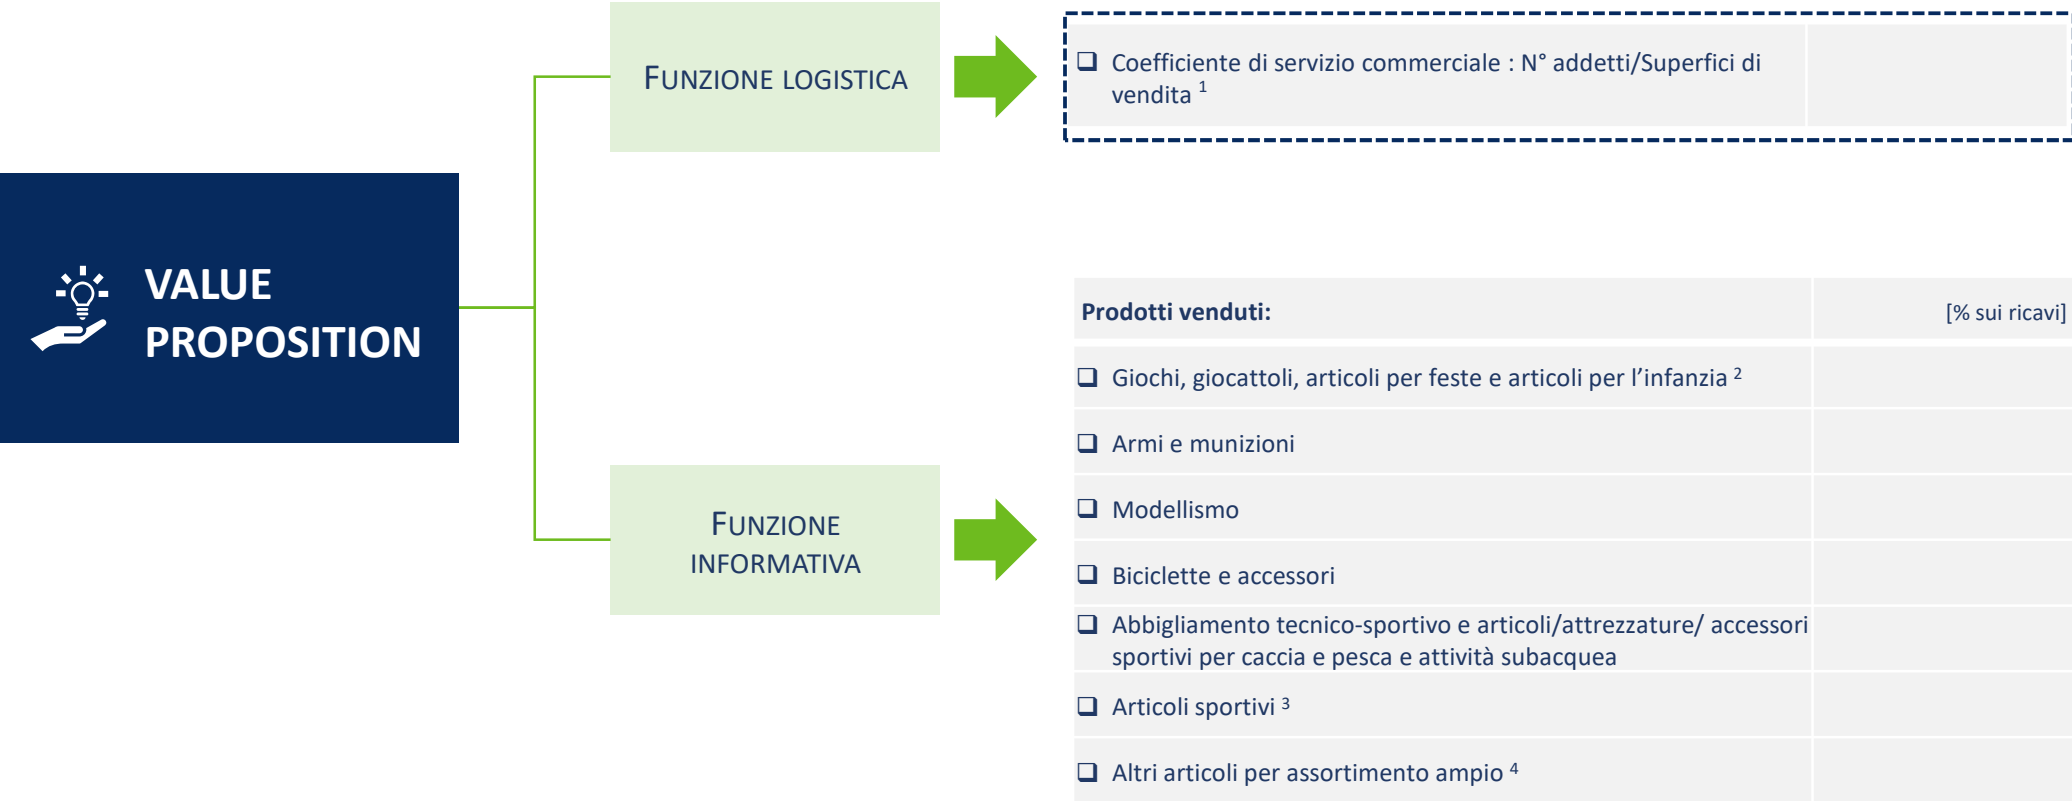 VALUE
PROPOSITION
FUNZIONE LOGISTICA
❑ Coefficiente di servizio commerciale : N° addetti/Superfici di
vendita ¹
FUNZIONE
INFORMATIVA
Prodotti venduti: [% sui ricavi]
❑ Giochi, giocattoli, articoli per feste e articoli per l’infanzia ²
❑ Armi e munizioni
❑ Modellismo
❑ Biciclette e accessori
❑ Abbigliamento tecnico-sportivo e articoli/attrezzature/ accessori
sportivi per caccia e pesca e attività subacquea
❑ Articoli sportivi ³
❑ Altri articoli per assortimento ampio ⁴